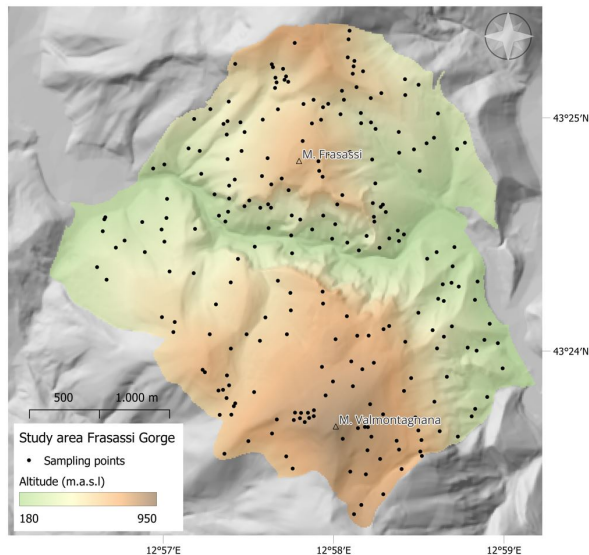 43°25'N
M. Frasassi
43°24'N
500 1.000 m
M. Valmontagnana
Study area Frasassi Gorge
Sampling points
Altitude (m.a.s.l)
180 950
12°57'E 12°58'E 12°59'E